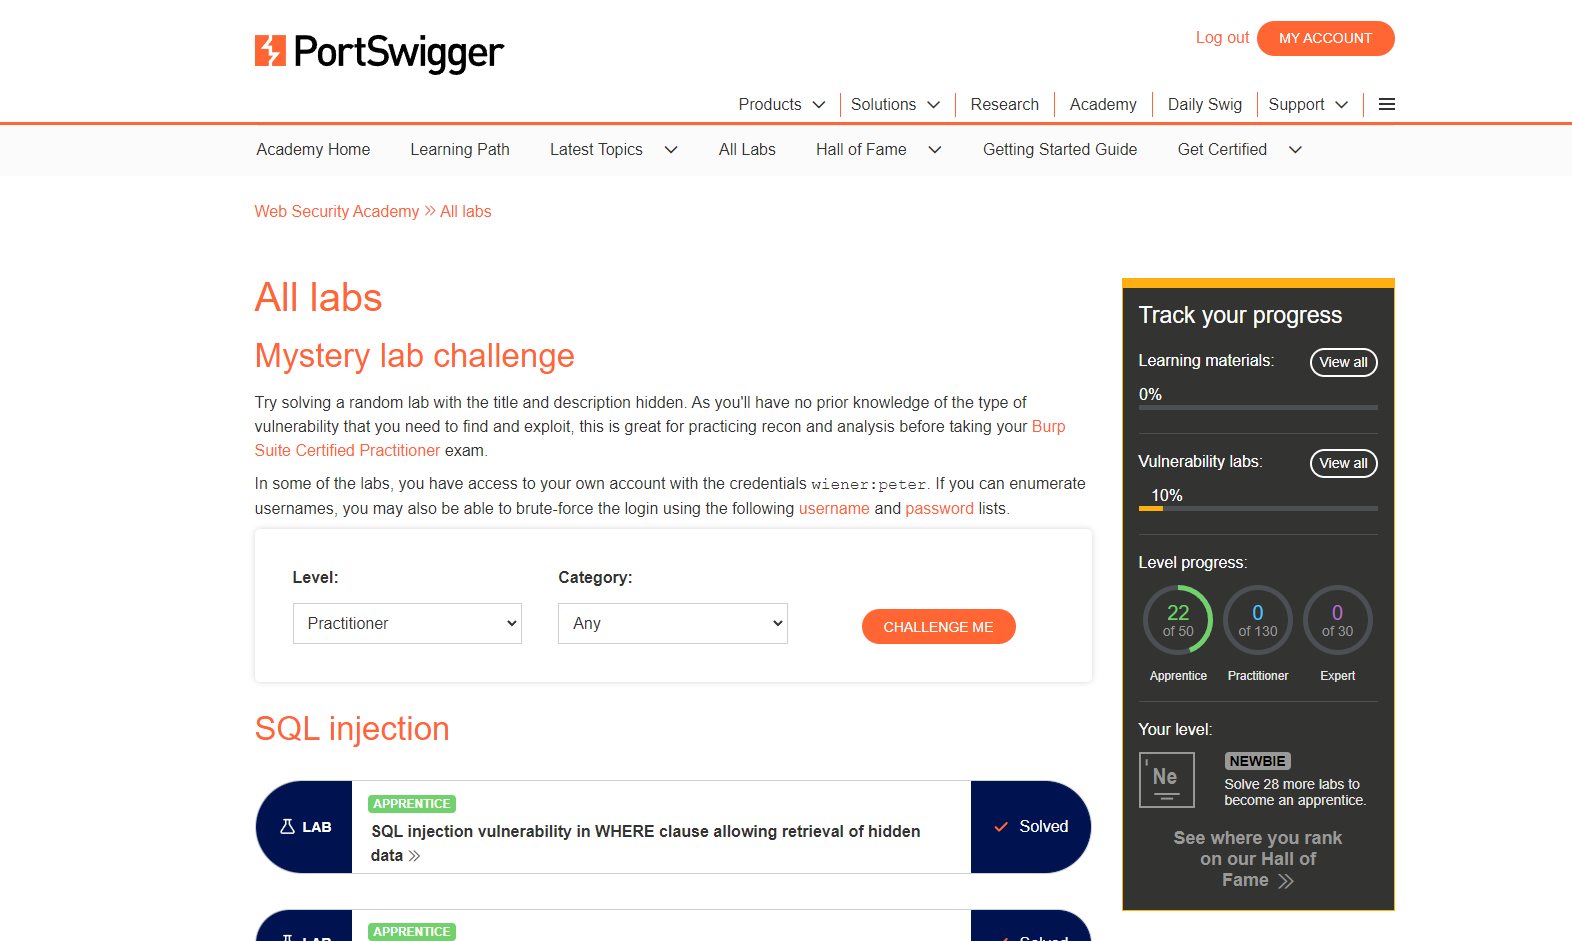 PortSwigger
Log out
MY ACCOUNT
Products
Solutions
Research
Academy
Daily Swig
Support
Academy Home
Learning Path
Latest Topics
All Labs
Hall of Fame
Getting Started Guide
Get Certified
Web Security Academy » All labs
All labs
Mystery lab challenge
Try solving a random lab with the title and description hidden. As you'll have no prior knowledge of the type of
vulnerability that you need to find and exploit, this is great for practicing recon and analysis before taking your Burp
Suite Certified Practitioner exam.
In some of the labs, you have access to your own account with the credentials wiener:peter. If you can enumerate
usernames, you may also be able to brute-force the login using the following username and password lists.
Level:
Category:
Practitioner
Any
CHALLENGE ME
SQL injection
LAB
APPRENTICE
SQL injection vulnerability in WHERE clause allowing retrieval of hidden
data »
Solved
LAB
APPRENTICE
Solved
Track your progress
Learning materials:
View all
0%
Vulnerability labs:
View all
10%
Level progress:
22
of 50
0
of 130
0
of 30
Apprentice
Practitioner
Expert
Your level:
Ne
NEWBIE
Solve 28 more labs to
become an apprentice.
See where you rank
on our Hall of
Fame »